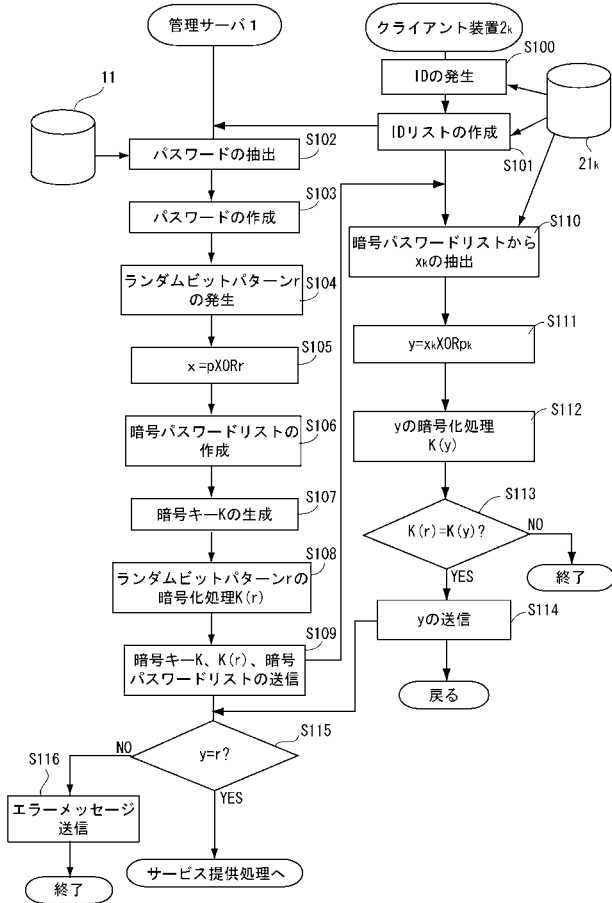 管理サーバ1
クライアント装置2k
S100
IDの発生
11
IDリストの作成
S101
21k
パスワードの抽出
S102
パスワードの作成
S103
ランダムビットパターンr
の発生
S104
x=pXORr
S105
暗号パスワードリストの
作成
S106
暗号キーKの生成
S107
ランダムビットパターンrの
暗号化処理K(r)
S108
暗号キーK、K(r)、暗号
パスワードリストの送信
S109
暗号パスワードリストから
xkの抽出
S110
y=xkXORpk
S111
yの暗号化処理
K(y)
S112
K(r)=K(y)?
S113
NO
終了
YES
yの送信
S114
戻る
y=r?
S115
NO
YES
S116
エラーメッセージ
送信
終了
サービス提供処理へ